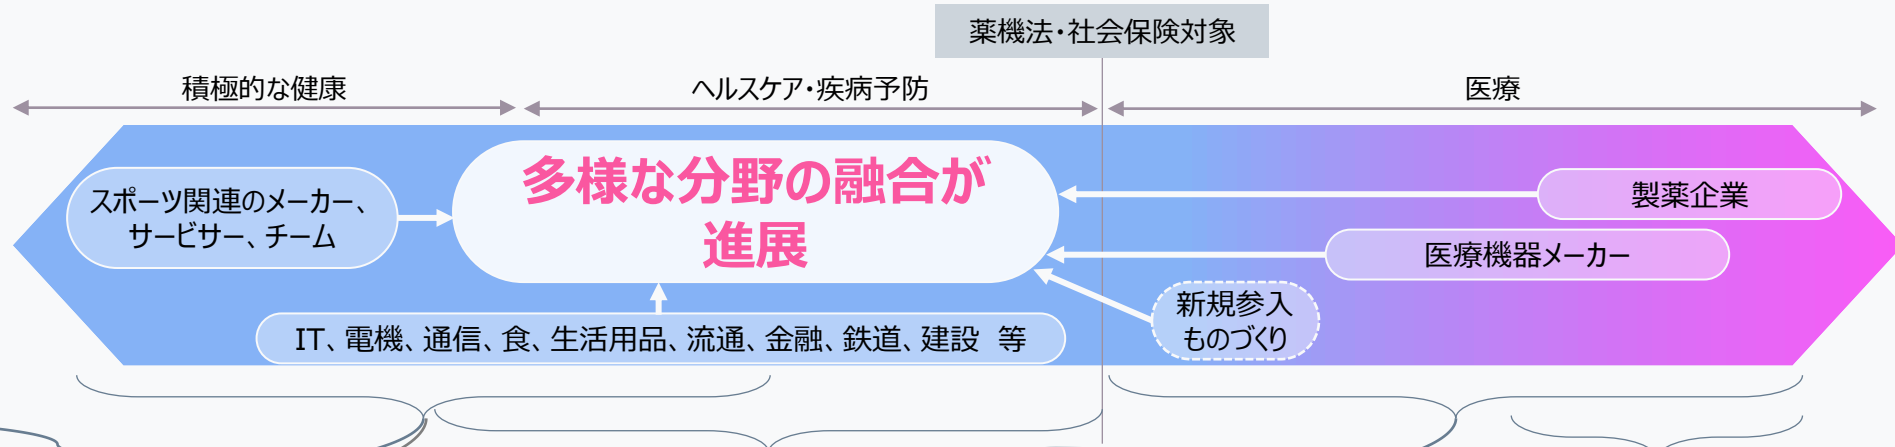 薬機法・社会保険対象
積極的な健康
ヘルスケア・疾病予防
医療
スポーツ関連のメーカー、
サービサー、チーム
多様な分野の融合が
進展
製薬企業
医療機器メーカー
新規参入
ものづくり
IT、電機、通信、食、生活用品、流通、金融、鉄道、建設　等